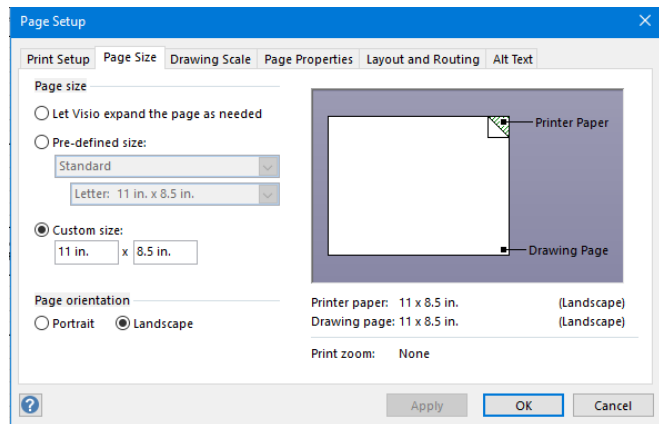 Page Setup
Print Setup Page Size Drawing Scale Page Properties Layout and Routing Alt Text
Page size
Let Visio expand the page as needed
Pre-defined size:
Standard
Letter: 11 in. x 8.5 in.
Custom size:
11 in. x 8.5 in.
Page orientation
Portrait Landscape
Printer Paper
Drawing Page
Printer paper: 11 x 8.5 in. (Landscape)
Drawing page: 11 x 8.5 in. (Landscape)
Print zoom: None
? Apply OK Cancel